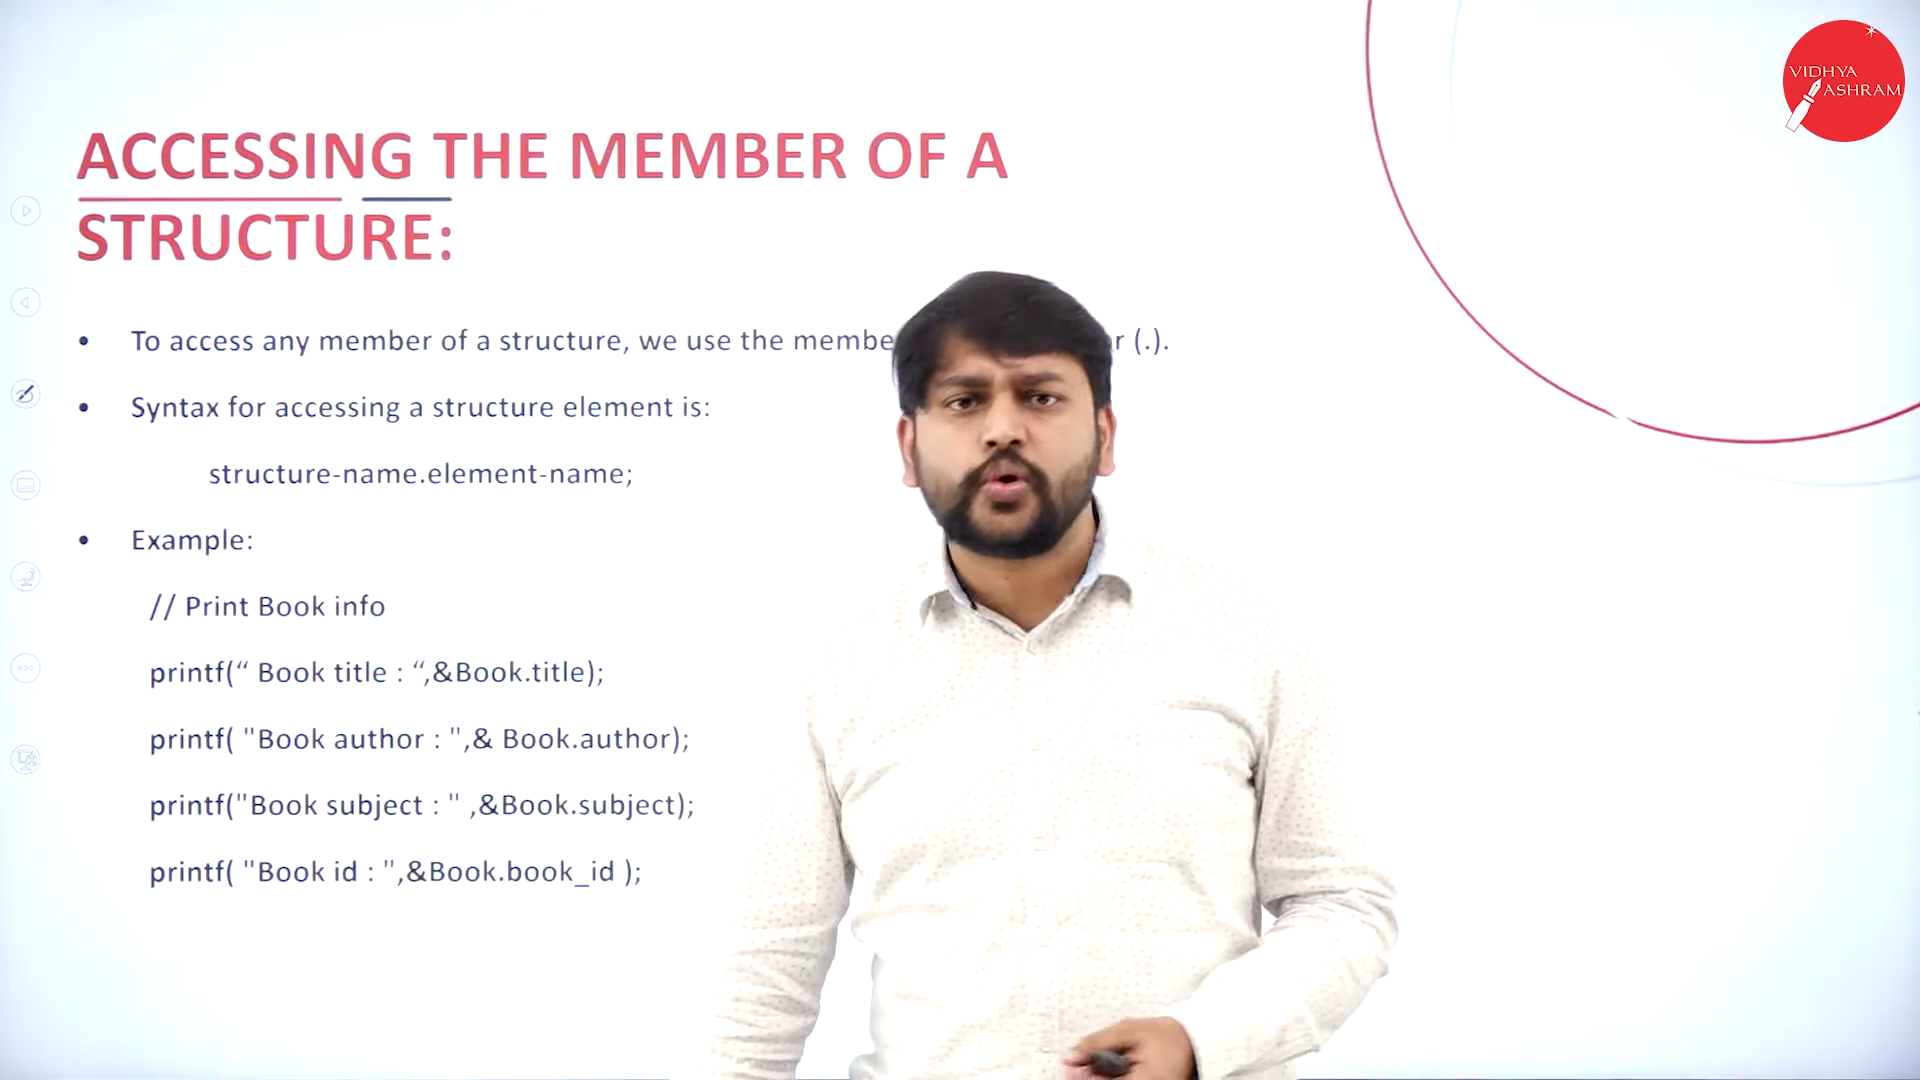 VIDHYA
ASHRAM
ACCESSING THE MEMBER OF A
STRUCTURE:
• To access any member of a structure, we use the (.).
• Syntax for accessing a structure element is:
structure-name.element-name;
• Example:
// Print Book info
printf(“ Book title : “,&Book.title);
printf( "Book author : ",& Book.author);
printf("Book subject : " ,&Book.subject);
printf( "Book id : ",&Book.book_id );